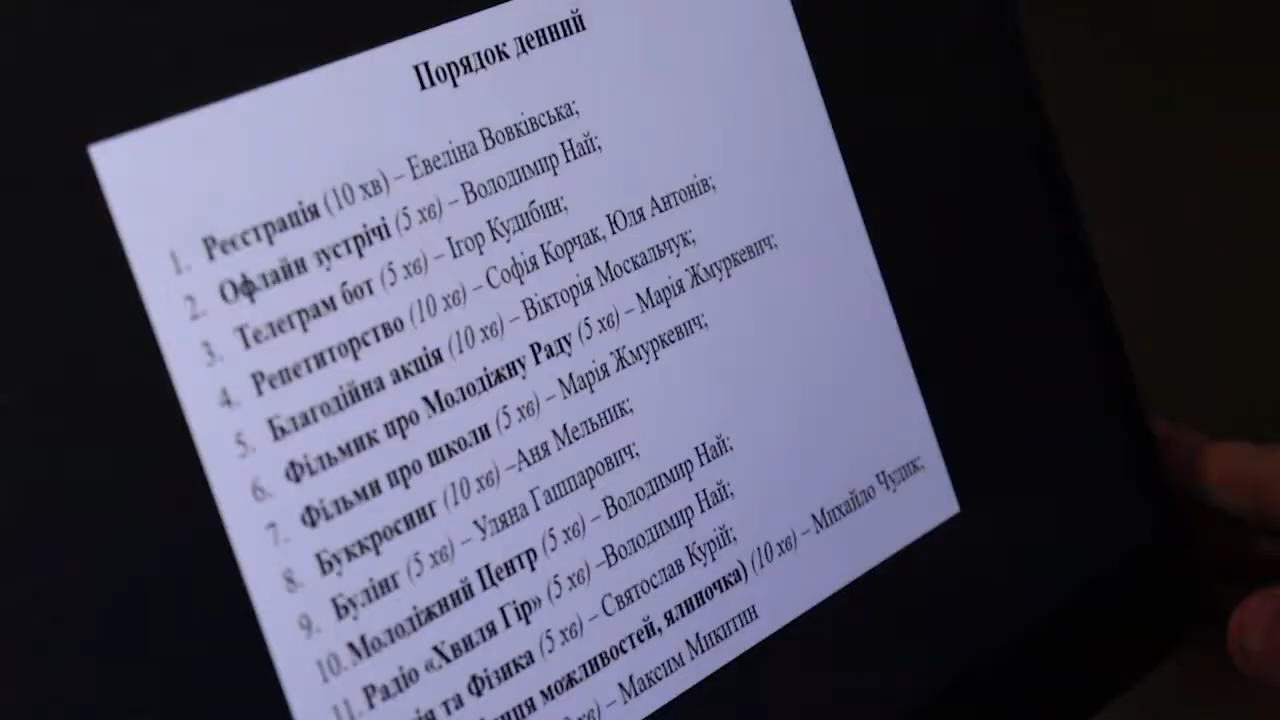 Порядок денний
1. Реєстрація (10 хв) – Евеліна Вовківська;
2. Офлайн зустрічі (5 хв) – Володимир Най;
3. Телеграм бот (5 хв) – Ігор Кудибин;
4. Репетиторство (10 хв) – Софія Корчак, Юля Антонів;
5. Благодійна акція (10 хв) – Вікторія Москальчук;
6. Фільмик про Молодіжну Раду (5 хв) – Марія Жмуркевич;
7. Фільми про школи (5 хв) – Марія Жмуркевич;
8. Буккросинг (10 хв) –Аня Мельник;
9. Булінг (5 хв) – Уляна Гашпарович;
10. Молодіжний Центр (5 хв) – Володимир Най;
11. Радіо «Хвиля Гір» (5 хв) –Володимир Най;
та Фізика (5 хв) – Святослав Курій;
можливостей, ялиночка) (10 хв) – Михайло Чудик;
хв) – Максим Микитин